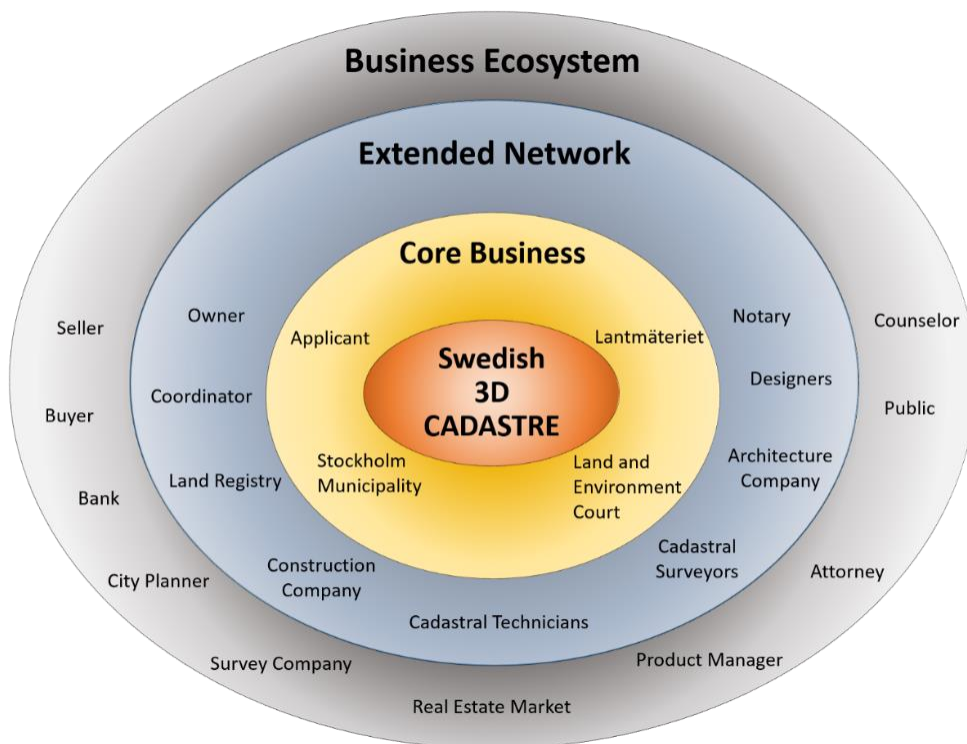 Business Ecosystem
Extended Network
Core Business
Swedish
3D
CADASTRE
Applicant
Lantmäteriet
Stockholm
Municipality
Land and
Environment
Court
Owner
Coordinator
Land Registry
Construction
Company
Cadastral Technicians
Cadastral
Surveyors
Architecture
Company
Designers
Notary
Seller
Buyer
Bank
City Planner
Survey Company
Real Estate Market
Product Manager
Attorney
Public
Counselor